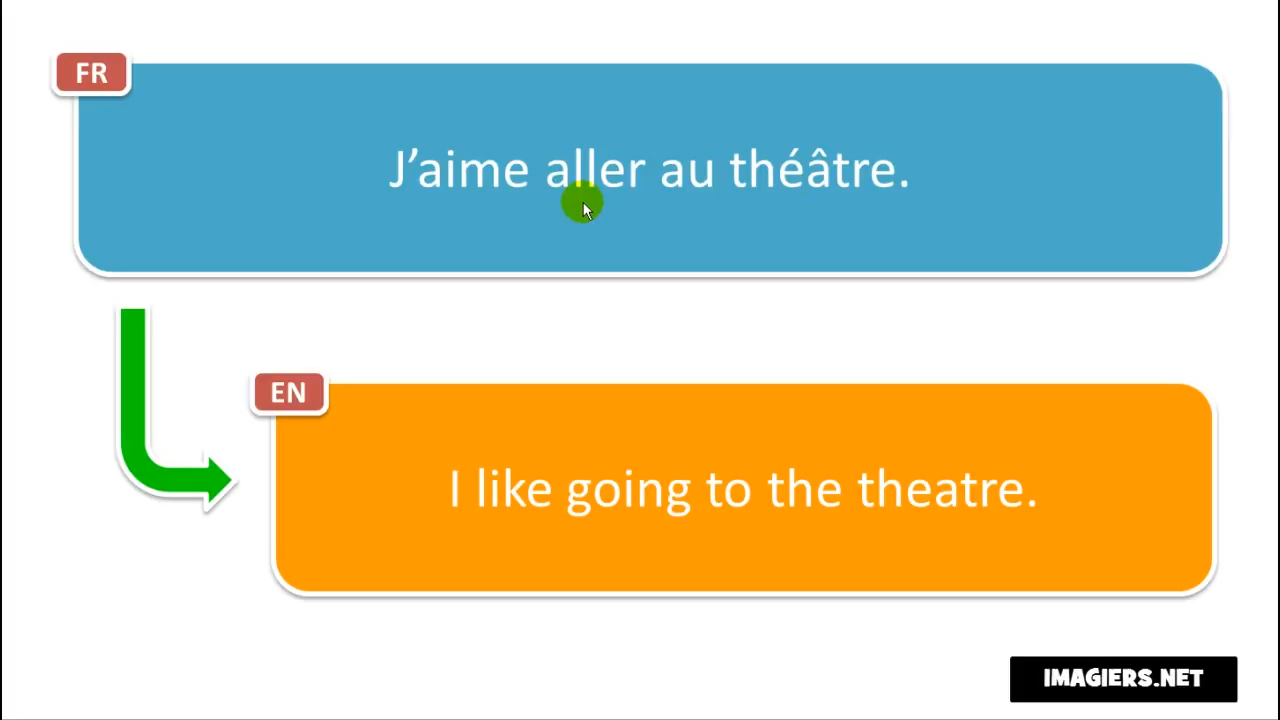 FR
J’aime aller au théâtre.
EN
I like going to the theatre.
IMAGIERS.NET